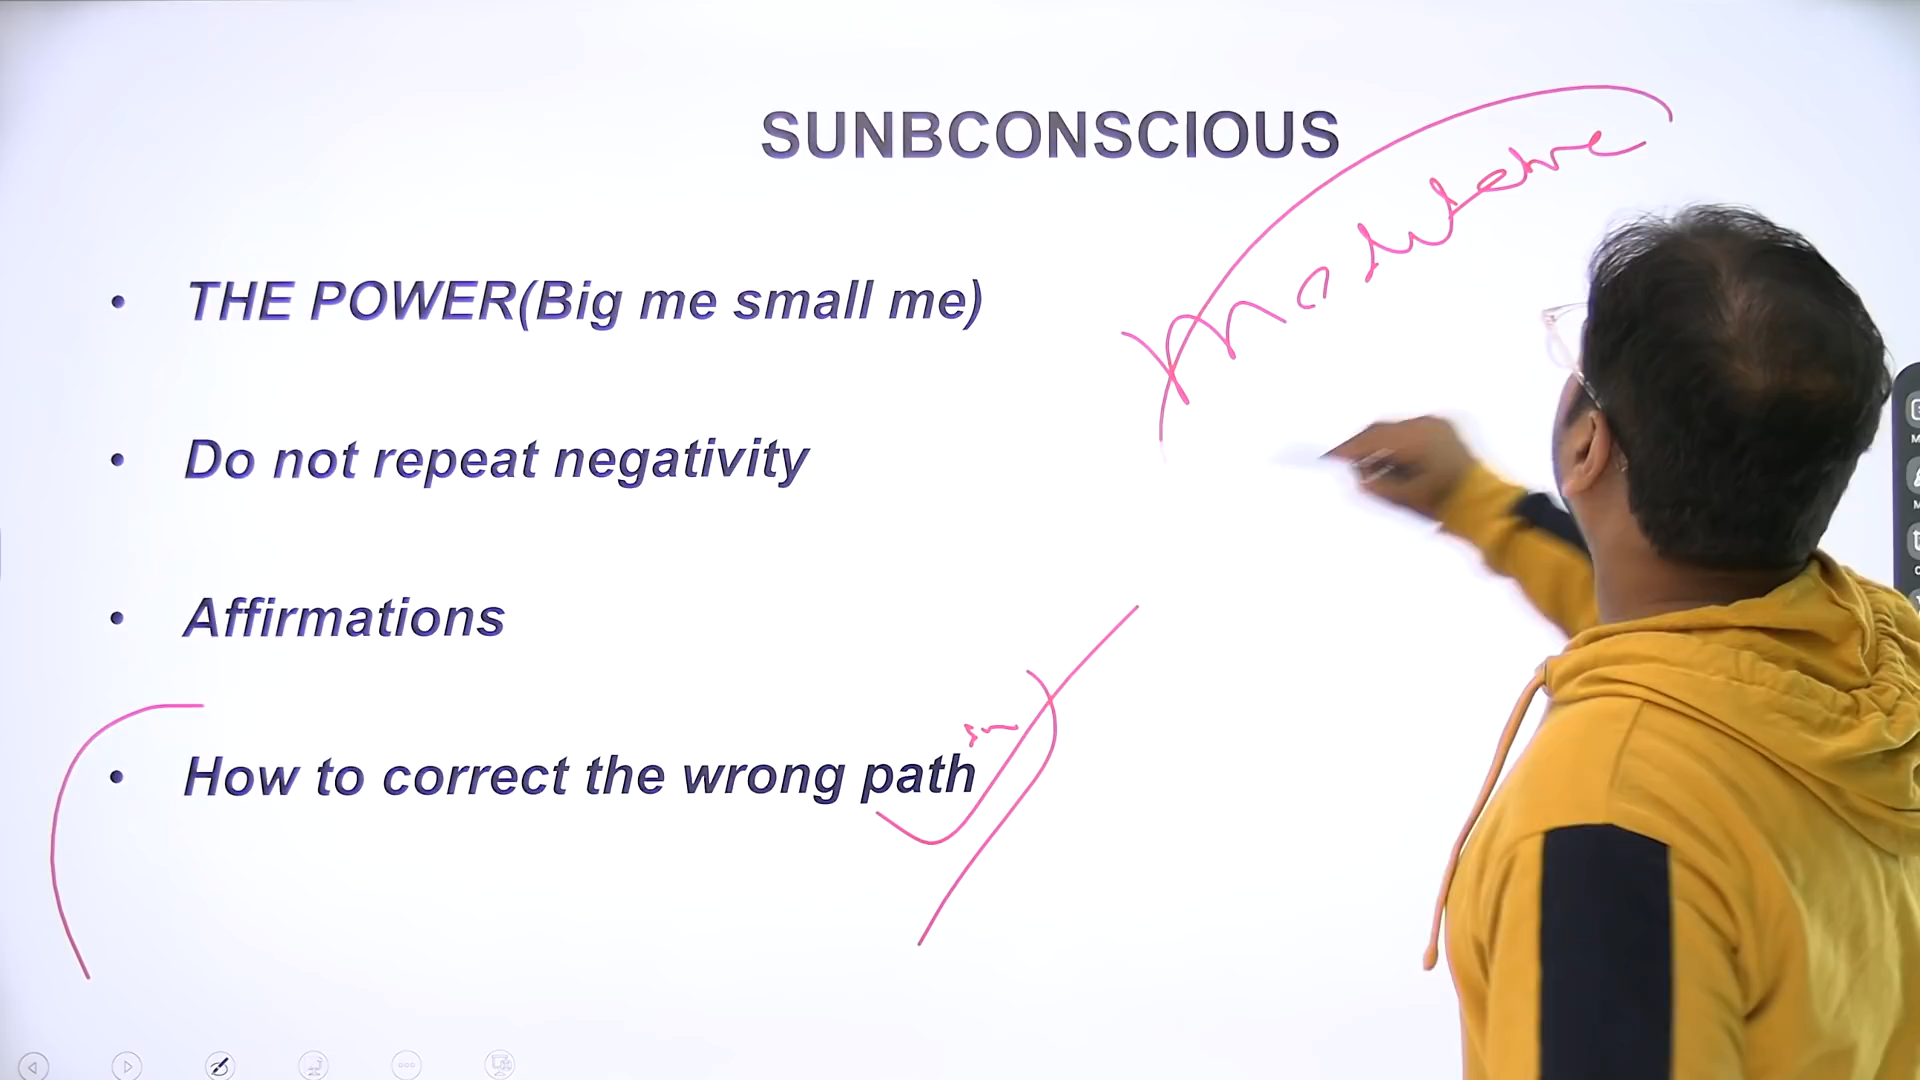 SUNBCONSCIOUS
• THE POWER(Big me small me)
• Do not repeat negativity
• Affirmations
• How to correct the wrong path